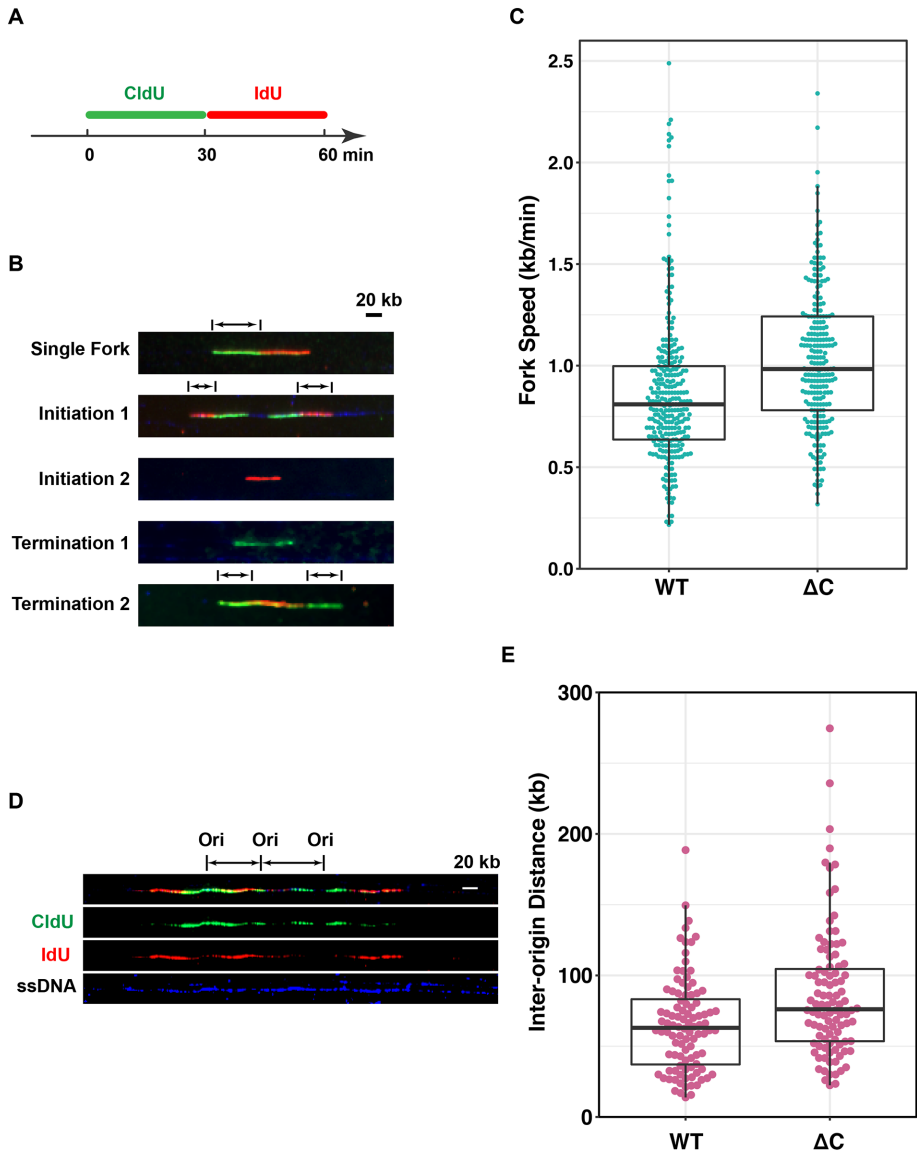 A
CldU IdU
0 30 60 min
B
20 kb
Single Fork
Initiation 1
Initiation 2
Termination 1
Termination 2
C
Fork Speed (kb/min)
2.5
2.0
1.5
1.0
0.5
0.0
WT ΔC
D
Ori Ori Ori
20 kb
CldU
IdU
ssDNA
E
Inter-origin Distance (kb)
300
200
100
0
WT ΔC